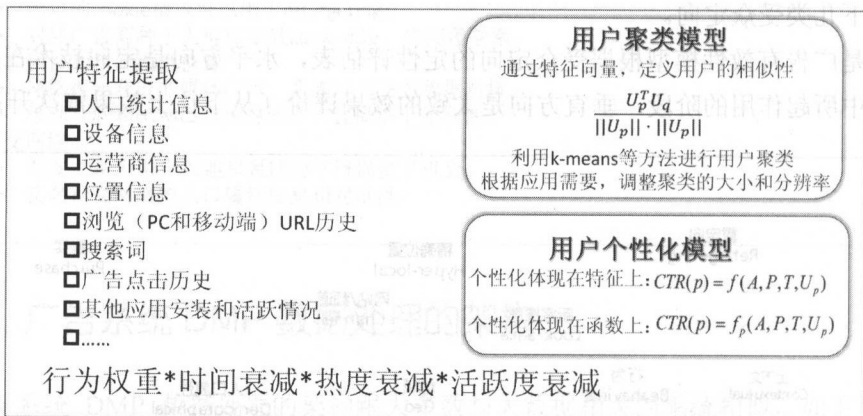 用户特征提取
人口统计信息
设备信息
运营商信息
位置信息
浏览（PC和移动端）URL历史
搜索词
广告点击历史
其他应用安装和活跃情况
……
行为权重*时间衰减*热度衰减*活跃度衰减
用户聚类模型
通过特征向量，定义用户的相似性
U_p^T U_q
||U_p|| · ||U_p||
利用k-means等方法进行用户聚类
根据应用需要，调整聚类的大小和分辨率
用户个性化模型
个性化体现在特征上：CTR(p) = f(A,P,T,U_p)
个性化体现在函数上：CTR(p) = f_p(A,P,T,U_p)